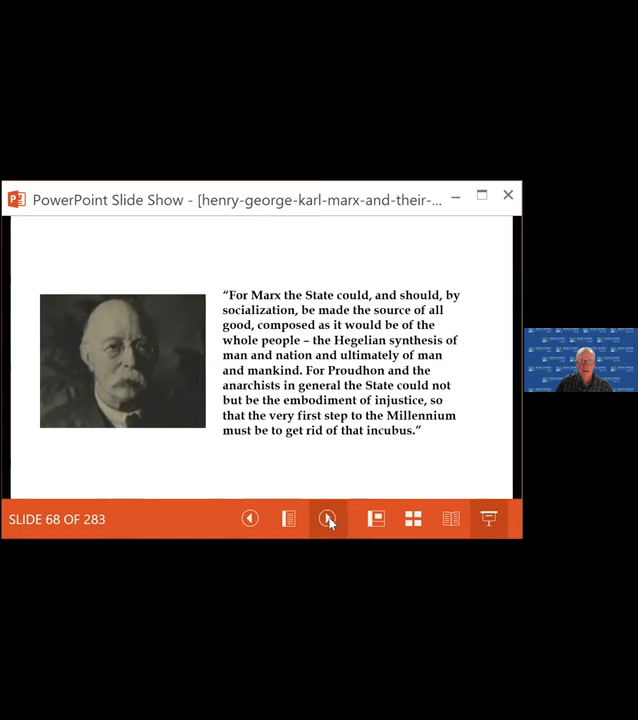 PowerPoint Slide Show - [henry-george-karl-marx-and-their-...
“For Marx the State could, and should, by
socialization, be made the source of all
good, composed as it would be of the
whole people – the Hegelian synthesis of
man and nation and ultimately of man
and mankind. For Proudhon and the
anarchists in general the State could not
but be the embodiment of injustice, so
that the very first step to the Millennium
must be to get rid of that incubus.”
SLIDE 68 OF 283